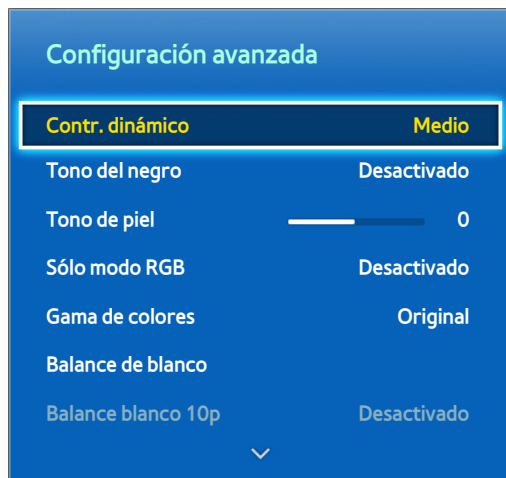 Configuración avanzada
Contr. dinámico Medio
Tono del negro Desactivado
Tono de piel 0
Sólo modo RGB Desactivado
Gama de colores Original
Balance de blanco
Balance blanco 10p Desactivado